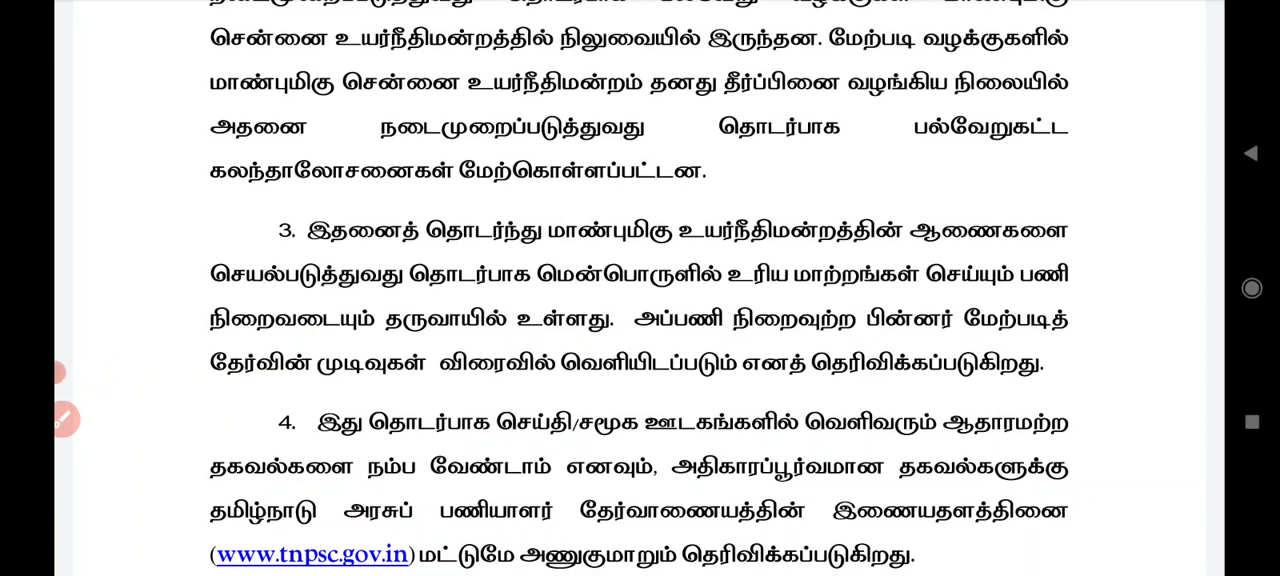 சென்னை உயர்நீதிமன்றத்தில் நிலுவையில் இருந்தன. மேற்படி வழக்குகளில்
மாண்புமிகு சென்னை உயர்நீதிமன்றம் தனது தீர்ப்பினை வழங்கிய நிலையில்
அதனை நடைமுறைப்படுத்துவது தொடர்பாக பல்வேறுகட்ட
கலந்தாலோசனைகள் மேற்கொள்ளப்பட்டன.
3. இதனைத் தொடர்ந்து மாண்புமிகு உயர்நீதிமன்றத்தின் ஆணைகளை
செயல்படுத்துவது தொடர்பாக மென்பொருளில் உரிய மாற்றங்கள் செய்யும் பணி
நிறைவடையும் தருவாயில் உள்ளது. அப்பணி நிறைவுற்ற பின்னர் மேற்படித்
தேர்வின் முடிவுகள் விரைவில் வெளியிடப்படும் எனத் தெரிவிக்கப்படுகிறது.
4. இது தொடர்பாக செய்தி/சமூக ஊடகங்களில் வெளிவரும் ஆதாரமற்ற
தகவல்களை நம்ப வேண்டாம் எனவும், அதிகாரப்பூர்வமான தகவல்களுக்கு
தமிழ்நாடு அரசுப் பணியாளர் தேர்வாணையத்தின் இணையதளத்தினை
(www.tnpsc.gov.in) மட்டுமே அணுகுமாறும் தெரிவிக்கப்படுகிறது.